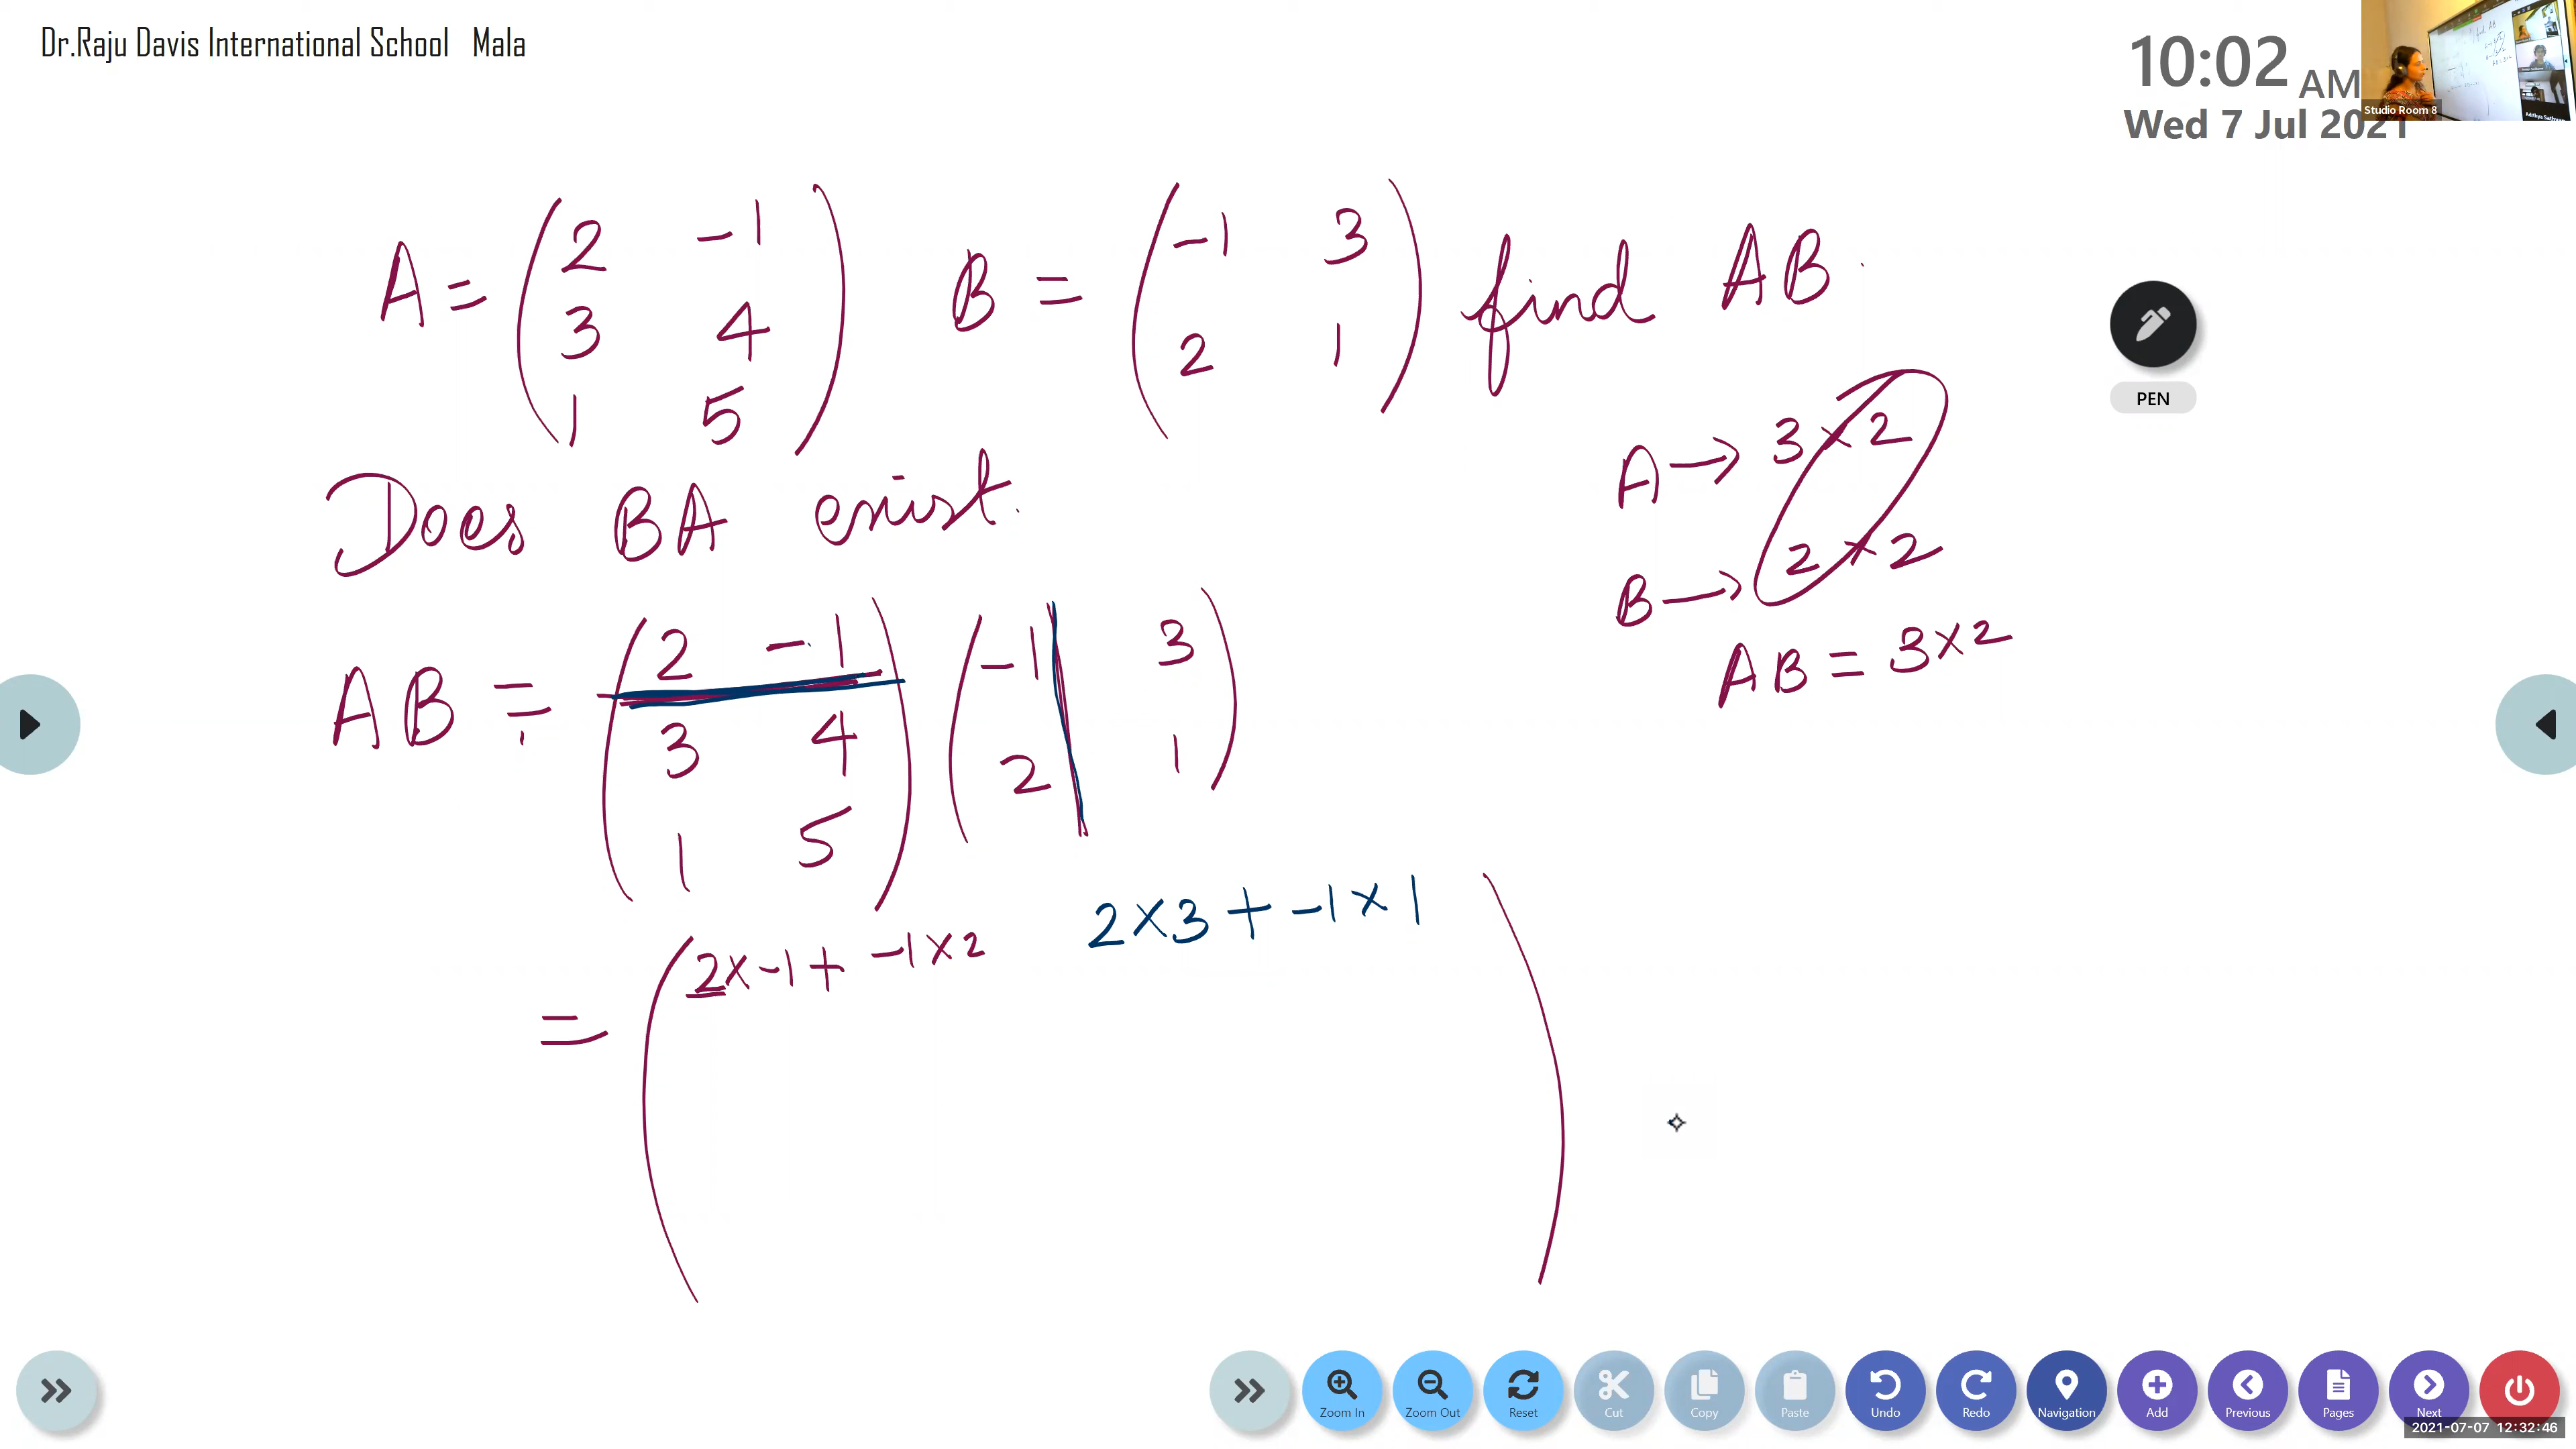 Dr.Raju Davis International School Mala
10:02 AM
Wed 7 Jul 2021
Studio Room 8
A = ( 2 -1 B = ( -1 3 find AB.
3 4
1 5 ) 2 1 )
PEN
A → 3 × 2
Does BA exist.
B → 2 × 2
AB = 3 × 2
AB = ( 2 -1 ) ( -1 3 )
3 4 2 1
1 5
= ( 2 × -1 + -1 × 2 2 × 3 + -1 × 1 )
Zoom In Zoom Out Reset Cut Copy Paste Undo Redo Navigation Add Previous Pages Next
2021-07-07 12:32:46